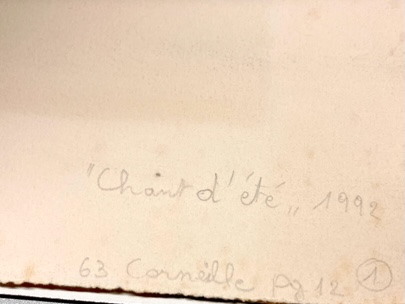 "Chant d'été„ 1992
63 Corneille pg 12 ①